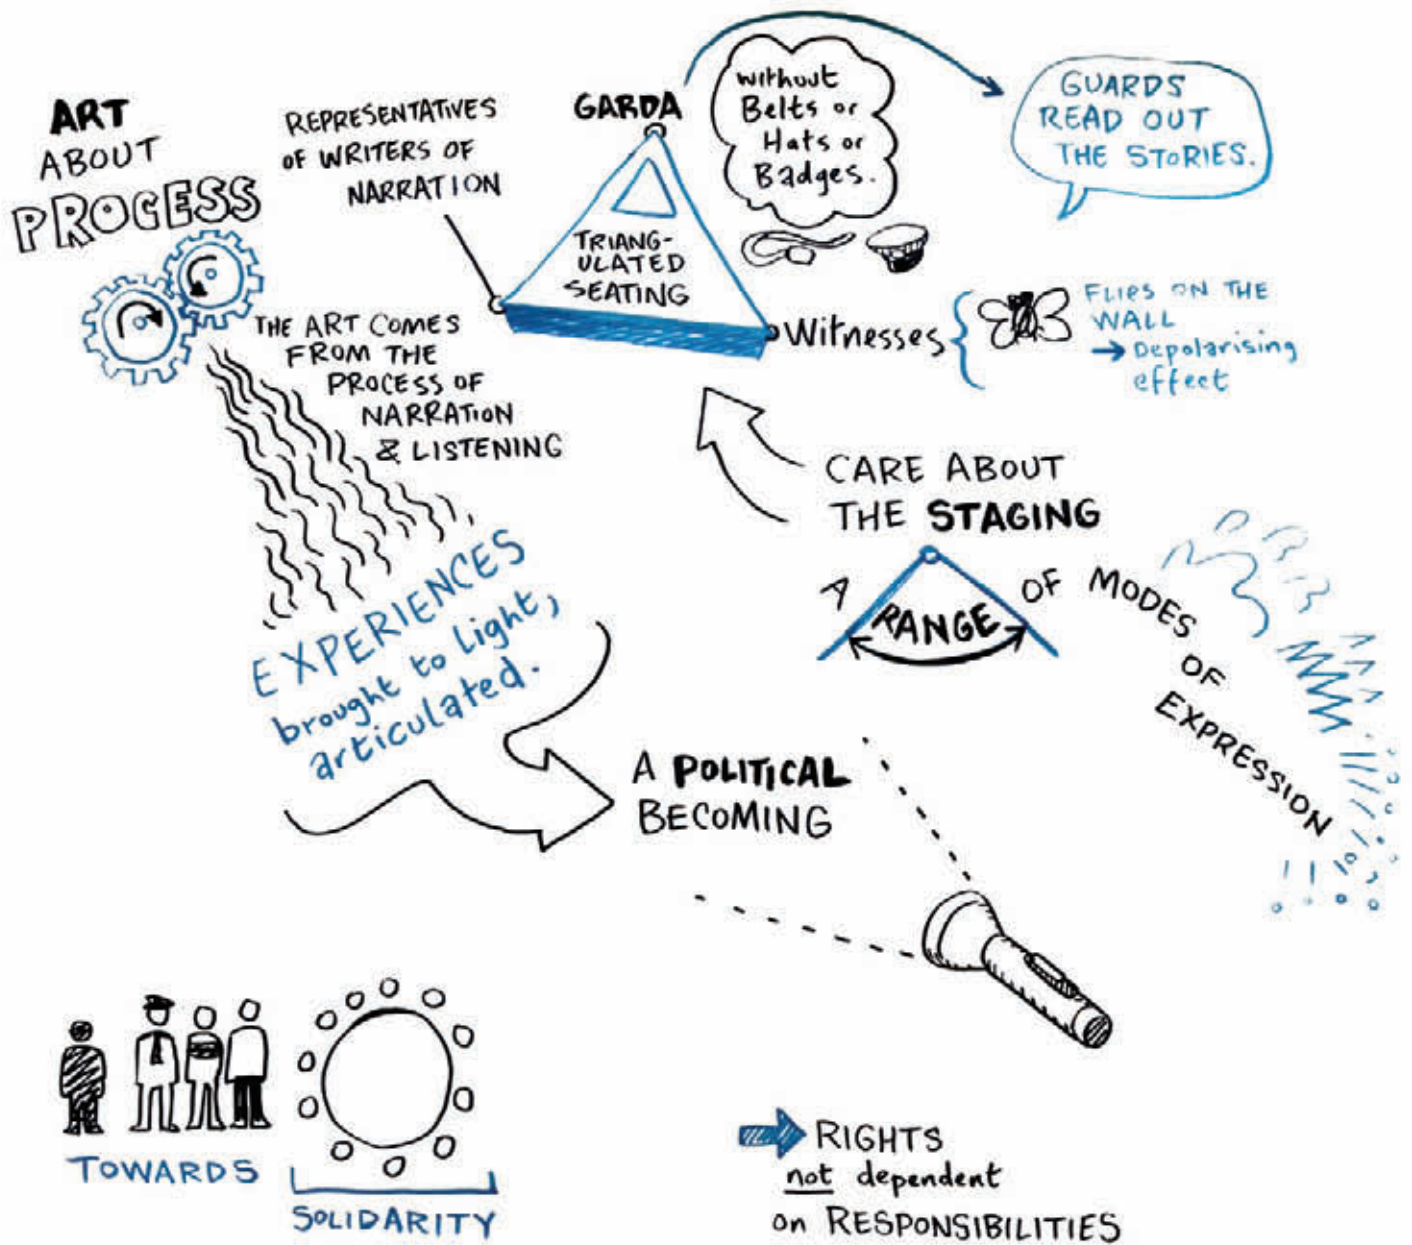 ART
ABOUT
PROCESS
REPRESENTATIVES
OF WRITERS OF
NARRATION
GARDA
without
Belts or
Hats or
Badges.
GUARDS
READ OUT
THE STORIES.
TRIANG-
ULATED
SEATING
Witnesses
FLIES ON THE
WALL
→ Depolarising
effect
THE ART COMES
FROM THE
PROCESS OF
NARRATION
& LISTENING
CARE ABOUT
THE STAGING
A RANGE OF MODES OF EXPRESSION
EXPERIENCES
brought to light,
articulated.
A POLITICAL
BECOMING
TOWARDS
SOLIDARITY
RIGHTS
not dependent
on RESPONSIBILITIES